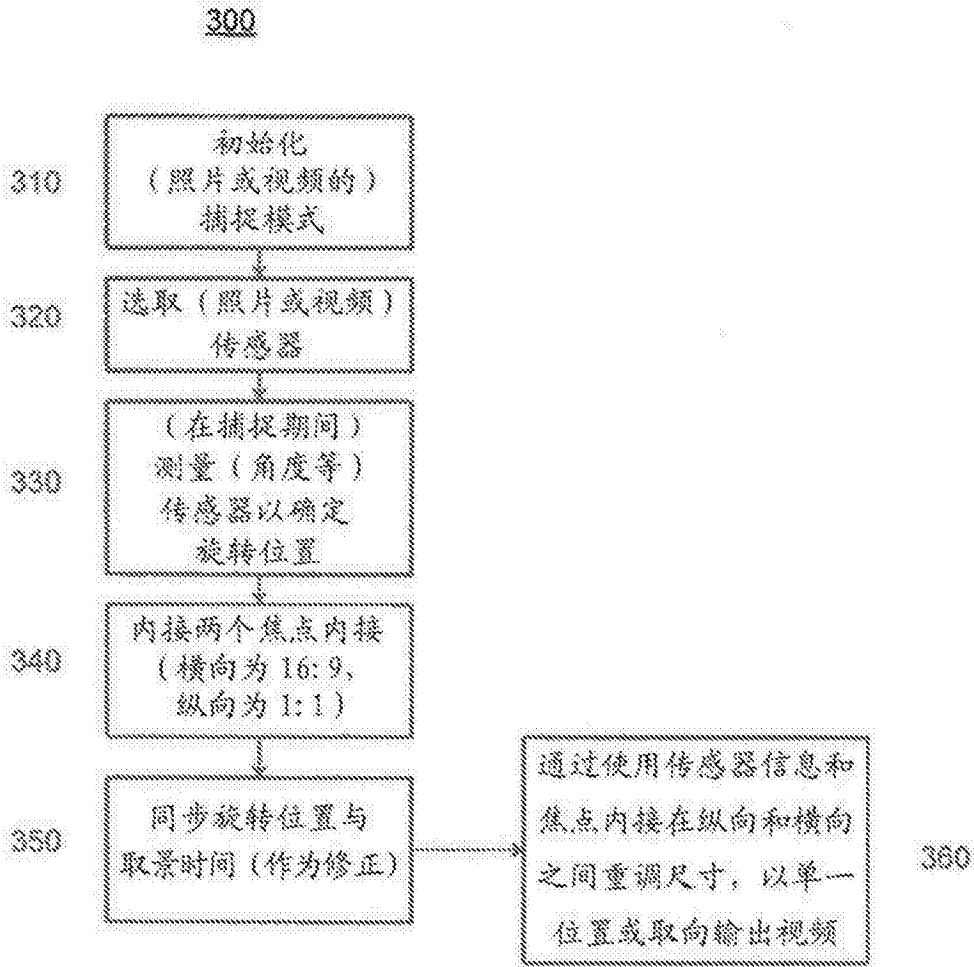 300
310
初始化
(照片或视频的)
捕捉模式
320
选取(照片或视频)
传感器
330
(在捕捉期间)
测量(角度等)
传感器以确定
旋转位置
340
内接两个焦点内接
(横向为 16:9、
纵向为 1:1)
350
同步旋转位置与
取景时间(作为修正)
通过使用传感器信息和
焦点内接在纵向和横向
之间重调尺寸，以单一
位置或取向输出视频
360